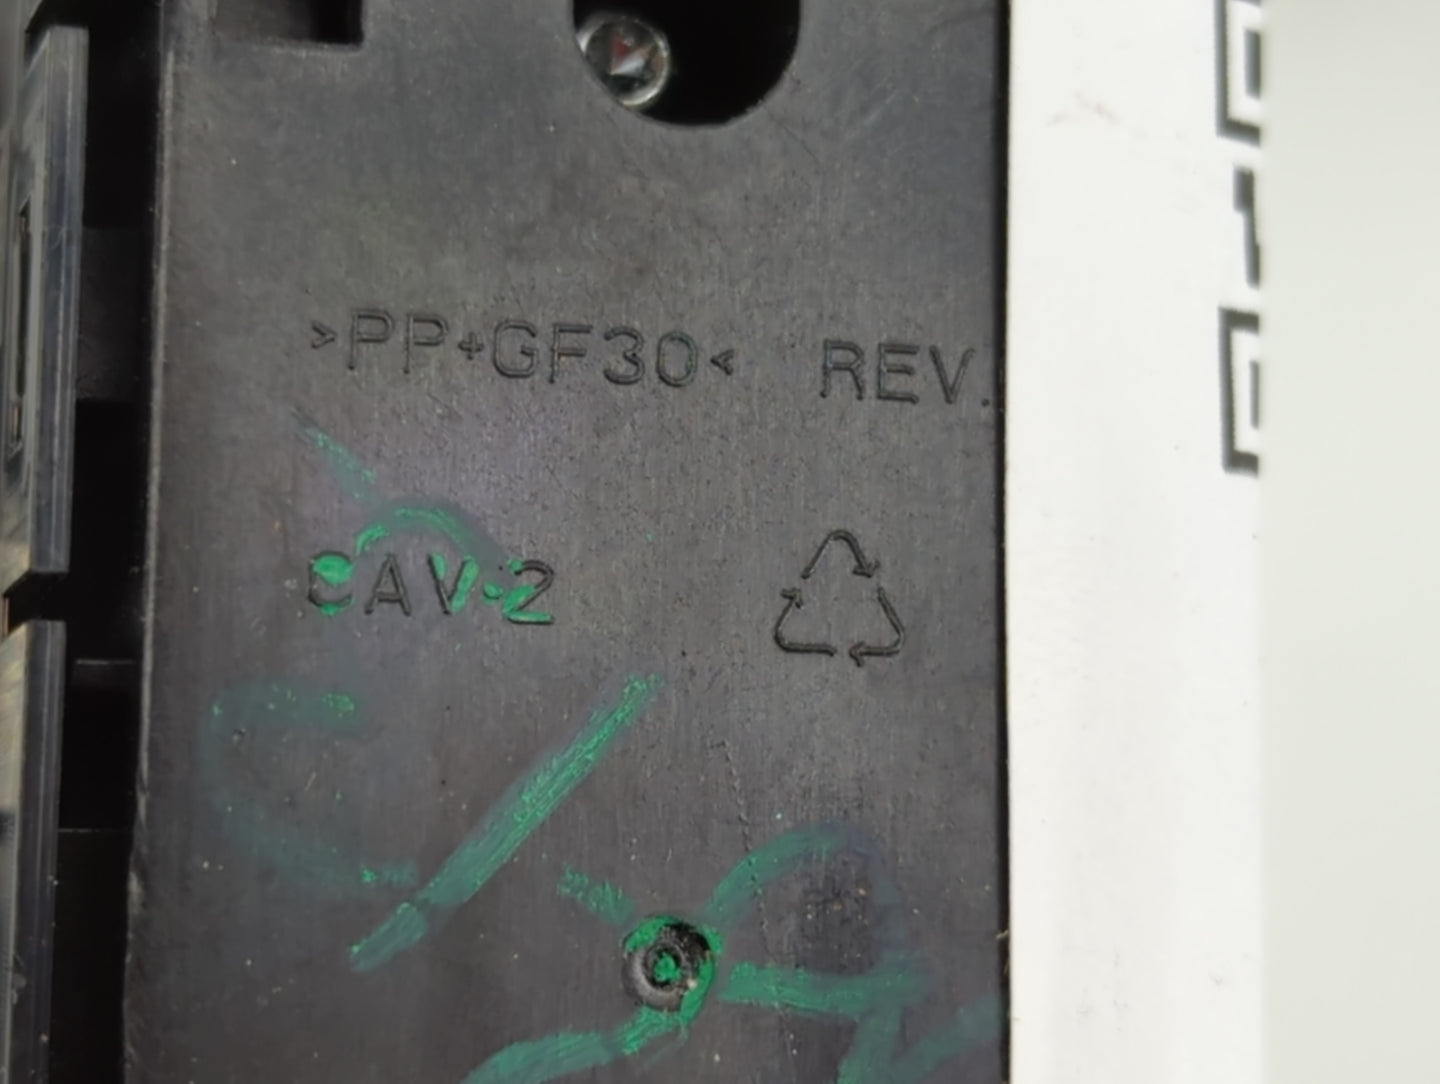 >PP+GF30< REV.
CAV-2